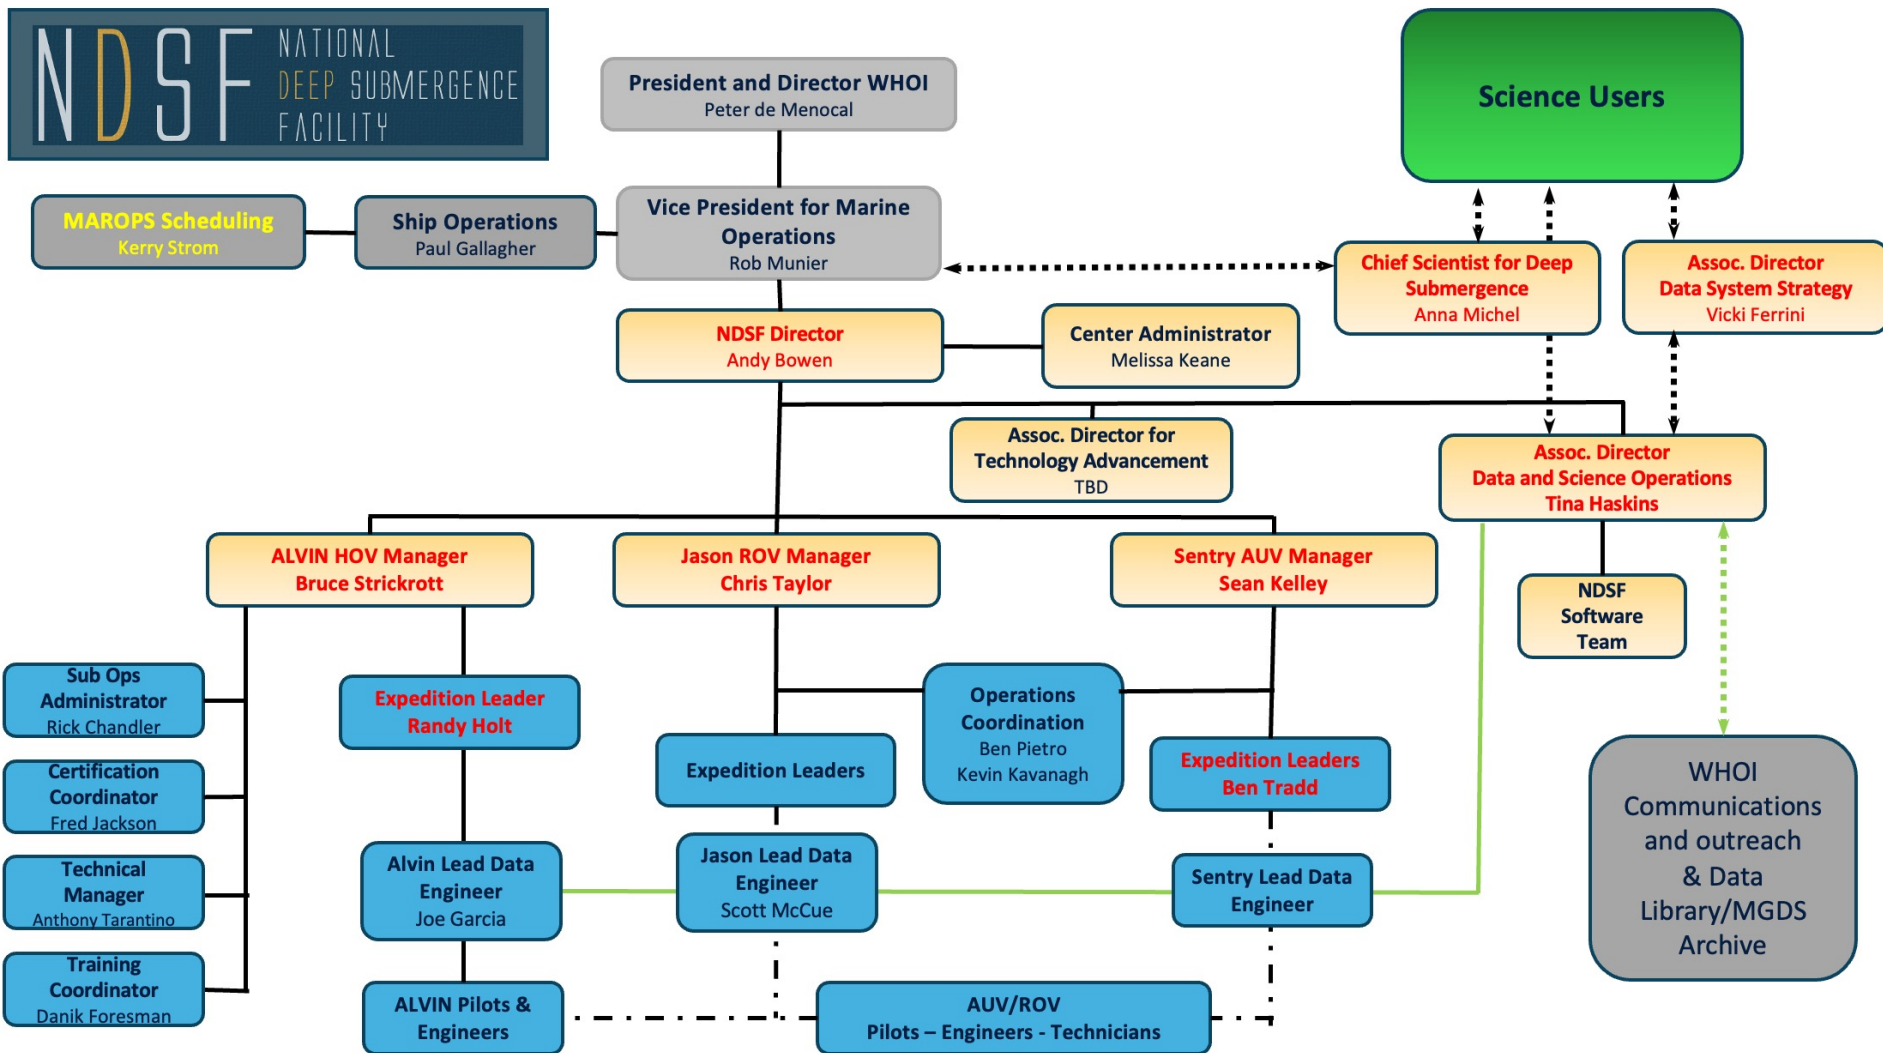 NDSF
NATIONAL
DEEP SUBMERGENCE
FACILITY
President and Director WHOI
Peter de Menocal
Science Users
MAROPS Scheduling
Kerry Strom
Ship Operations
Paul Gallagher
Vice President for Marine
Operations
Rob Munier
Chief Scientist for Deep
Submergence
Anna Michel
Assoc. Director
Data System Strategy
Vicki Ferrini
NDSF Director
Andy Bowen
Center Administrator
Melissa Keane
Assoc. Director for
Technology Advancement
TBD
Assoc. Director
Data and Science Operations
Tina Haskins
ALVIN HOV Manager
Bruce Strickrott
Jason ROV Manager
Chris Taylor
Sentry AUV Manager
Sean Kelley
NDSF
Software
Team
Sub Ops
Administrator
Rick Chandler
Expedition Leader
Randy Holt
Operations
Coordination
Ben Pietro
Kevin Kavanagh
Expedition Leaders
Expedition Leaders
Ben Tradd
Certification
Coordinator
Fred Jackson
WHOI
Communications
and outreach
& Data
Library/MGDS
Archive
Technical
Manager
Anthony Tarantino
Alvin Lead Data
Engineer
Joe Garcia
Jason Lead Data
Engineer
Scott McCue
Sentry Lead Data
Engineer
Training
Coordinator
Danik Foresman
ALVIN Pilots &
Engineers
AUV/ROV
Pilots – Engineers - Technicians